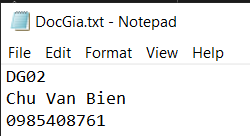 DocGia.txt - Notepad
File Edit Format View Help
DG02
Chu Van Bien
0985408761